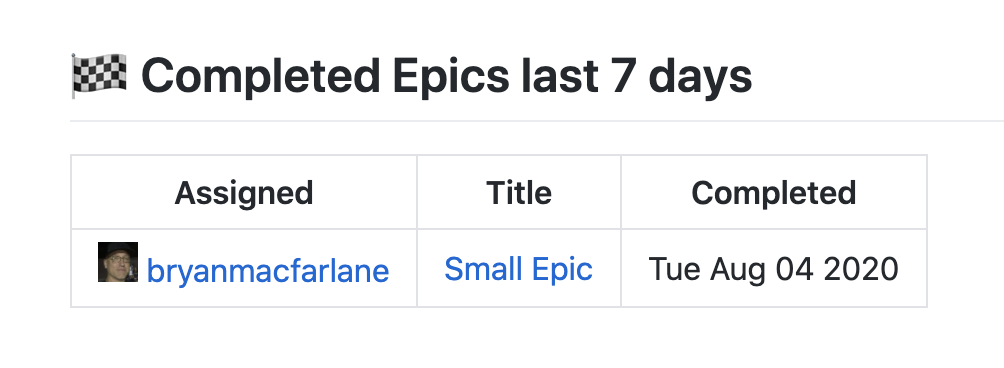 🏁 Completed Epics last 7 days
Assigned Title Completed
bryanmacfarlane Small Epic Tue Aug 04 2020